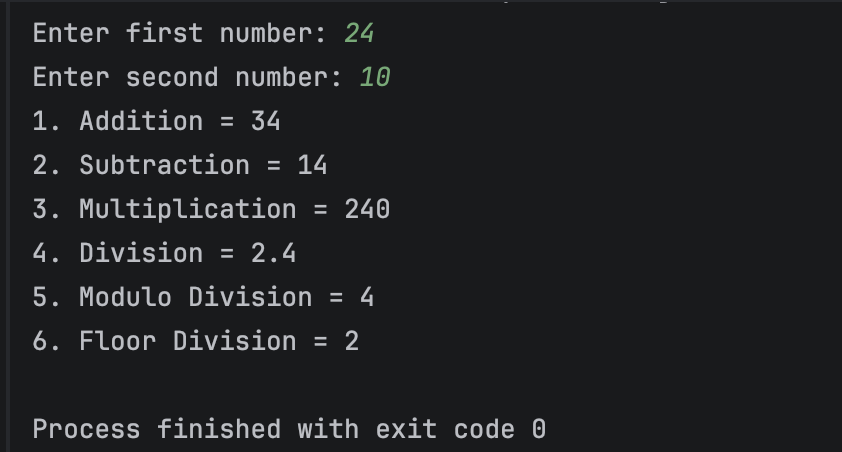 Enter first number: 24
Enter second number: 10
1. Addition = 34
2. Subtraction = 14
3. Multiplication = 240
4. Division = 2.4
5. Modulo Division = 4
6. Floor Division = 2
Process finished with exit code 0